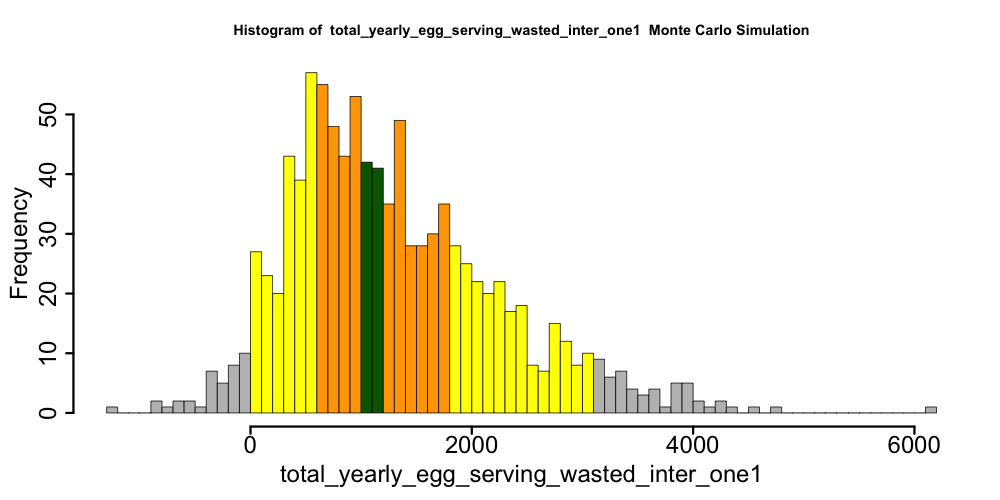 Histogram of total_yearly_egg_serving_wasted_inter_one1 Monte Carlo Simulation
Frequency
50
40
30
20
10
0
0 2000 4000 6000
total_yearly_egg_serving_wasted_inter_one1